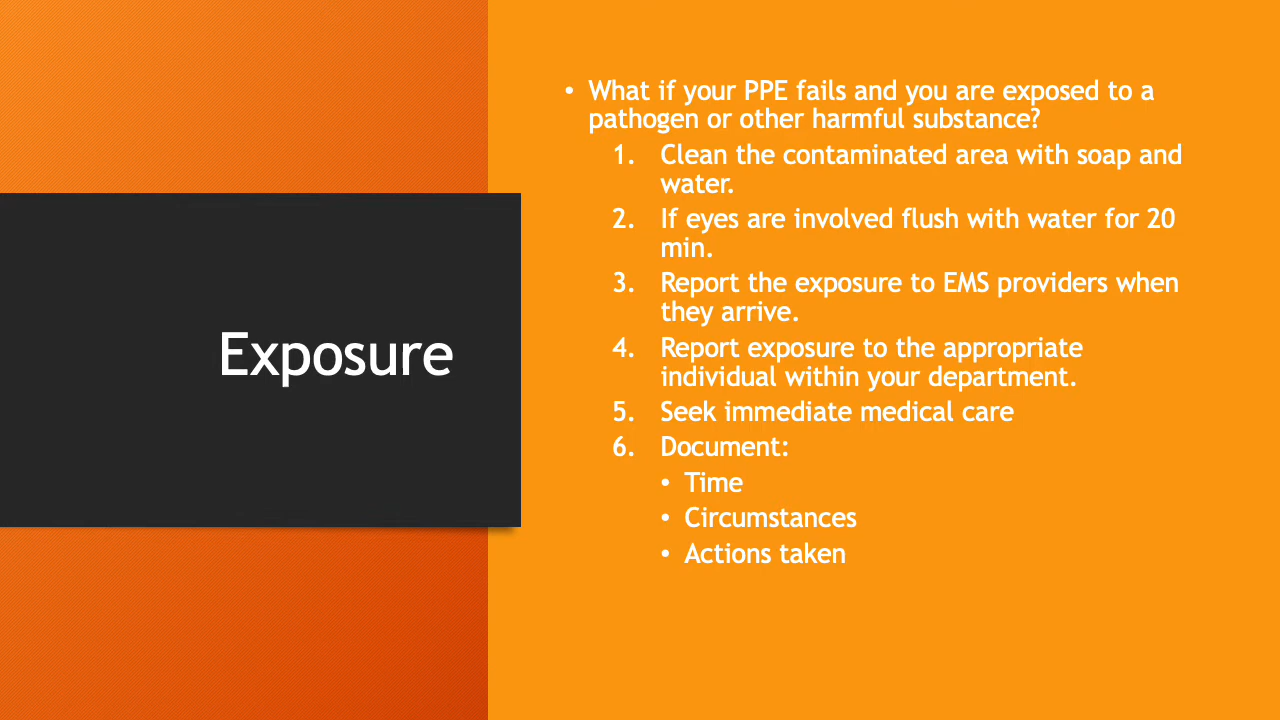 Exposure
• What if your PPE fails and you are exposed to a
pathogen or other harmful substance?
1. Clean the contaminated area with soap and
water.
2. If eyes are involved flush with water for 20
min.
3. Report the exposure to EMS providers when
they arrive.
4. Report exposure to the appropriate
individual within your department.
5. Seek immediate medical care
6. Document:
• Time
• Circumstances
• Actions taken